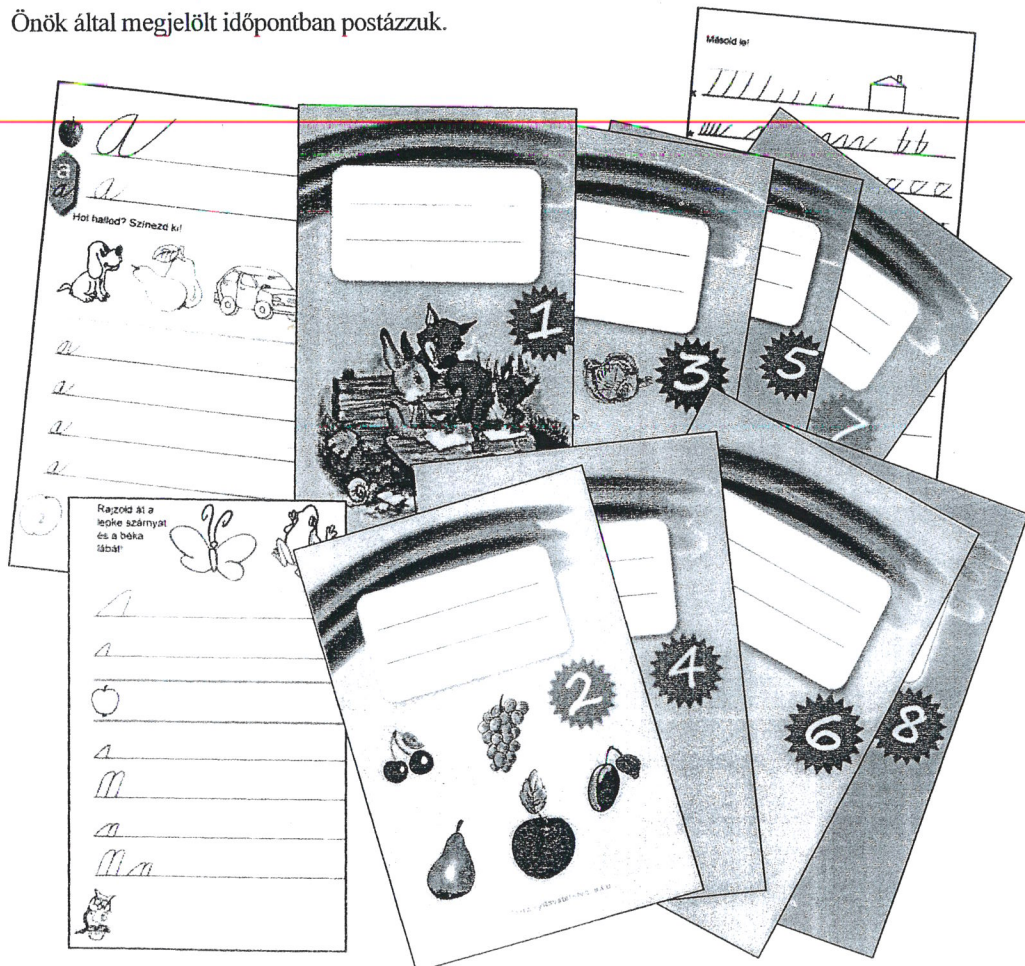 Önök által megjelölt időpontban postázzuk.
Másold le!
a
a
a
a
Hol hallod? Színezd ki!
a
a
a
a
1
3
5
7
Rajzold át a
lepke szárnyát
és a béka
lábát!
2
4
6
8